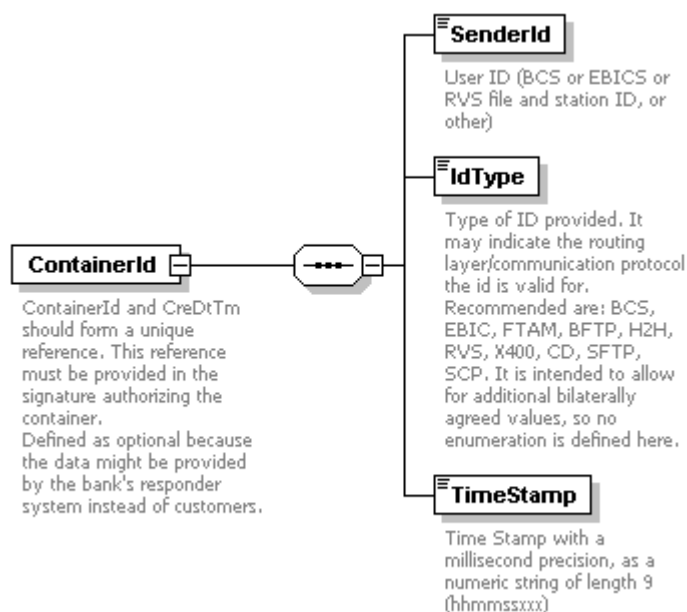 SenderId
User ID (BCS or EBICS or
RVS file and station ID, or
other)
IdType
Type of ID provided. It
may indicate the routing
layer/communication protocol
the id is valid for.
Recommended are: BCS,
EBIC, FTAM, BFTP, H2H,
RVS, X400, CD, SFTP,
SCP. It is intended to allow
for additional bilaterally
agreed values, so no
enumeration is defined here.
ContainerId
ContainerId and CreDtTm
should form a unique
reference. This reference
must be provided in the
signature authorizing the
container.
Defined as optional because
the data might be provided
by the bank's responder
system instead of customers.
TimeStamp
Time Stamp with a
millisecond precision, as a
numeric string of length 9
(hhmmssxxx)